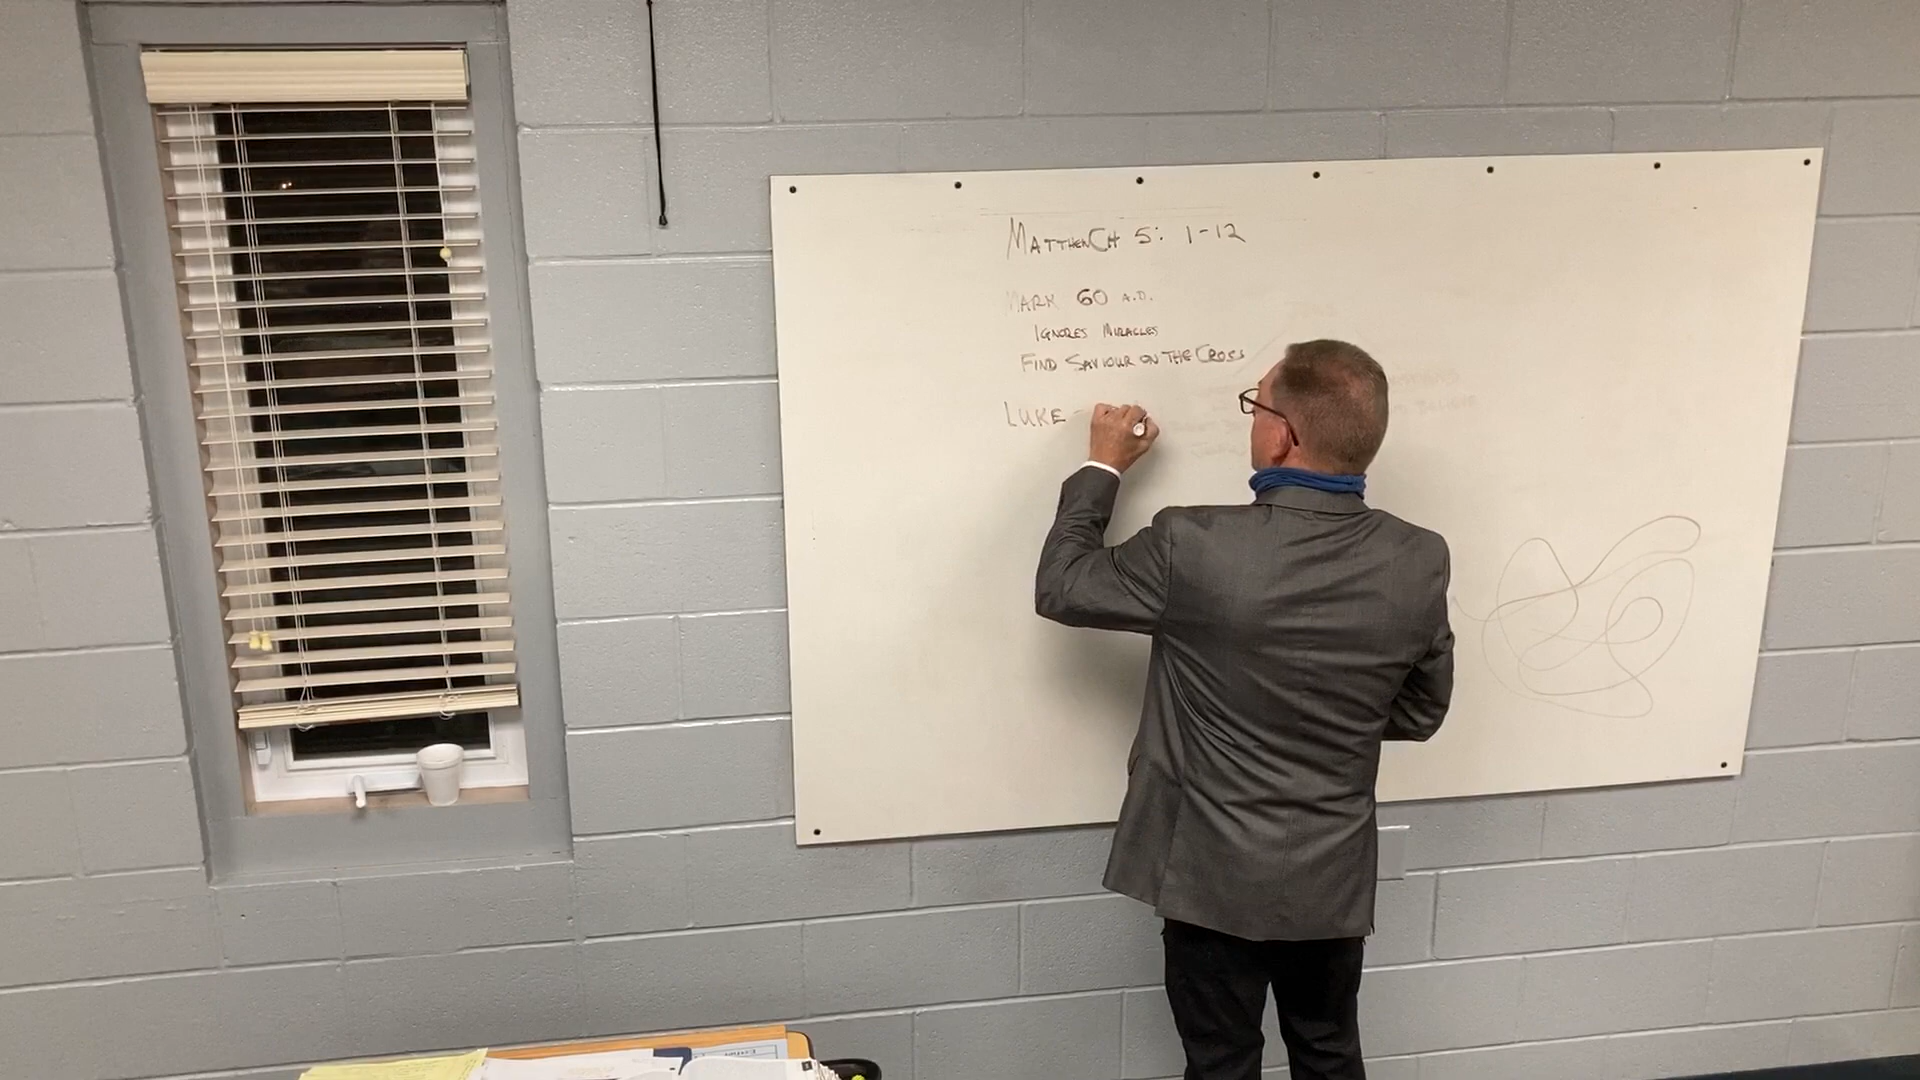 Matthew Ch 5: 1-12
Mark 60 A.D.
Ignores Miracles
Find Saviour on the Cross
Luke -